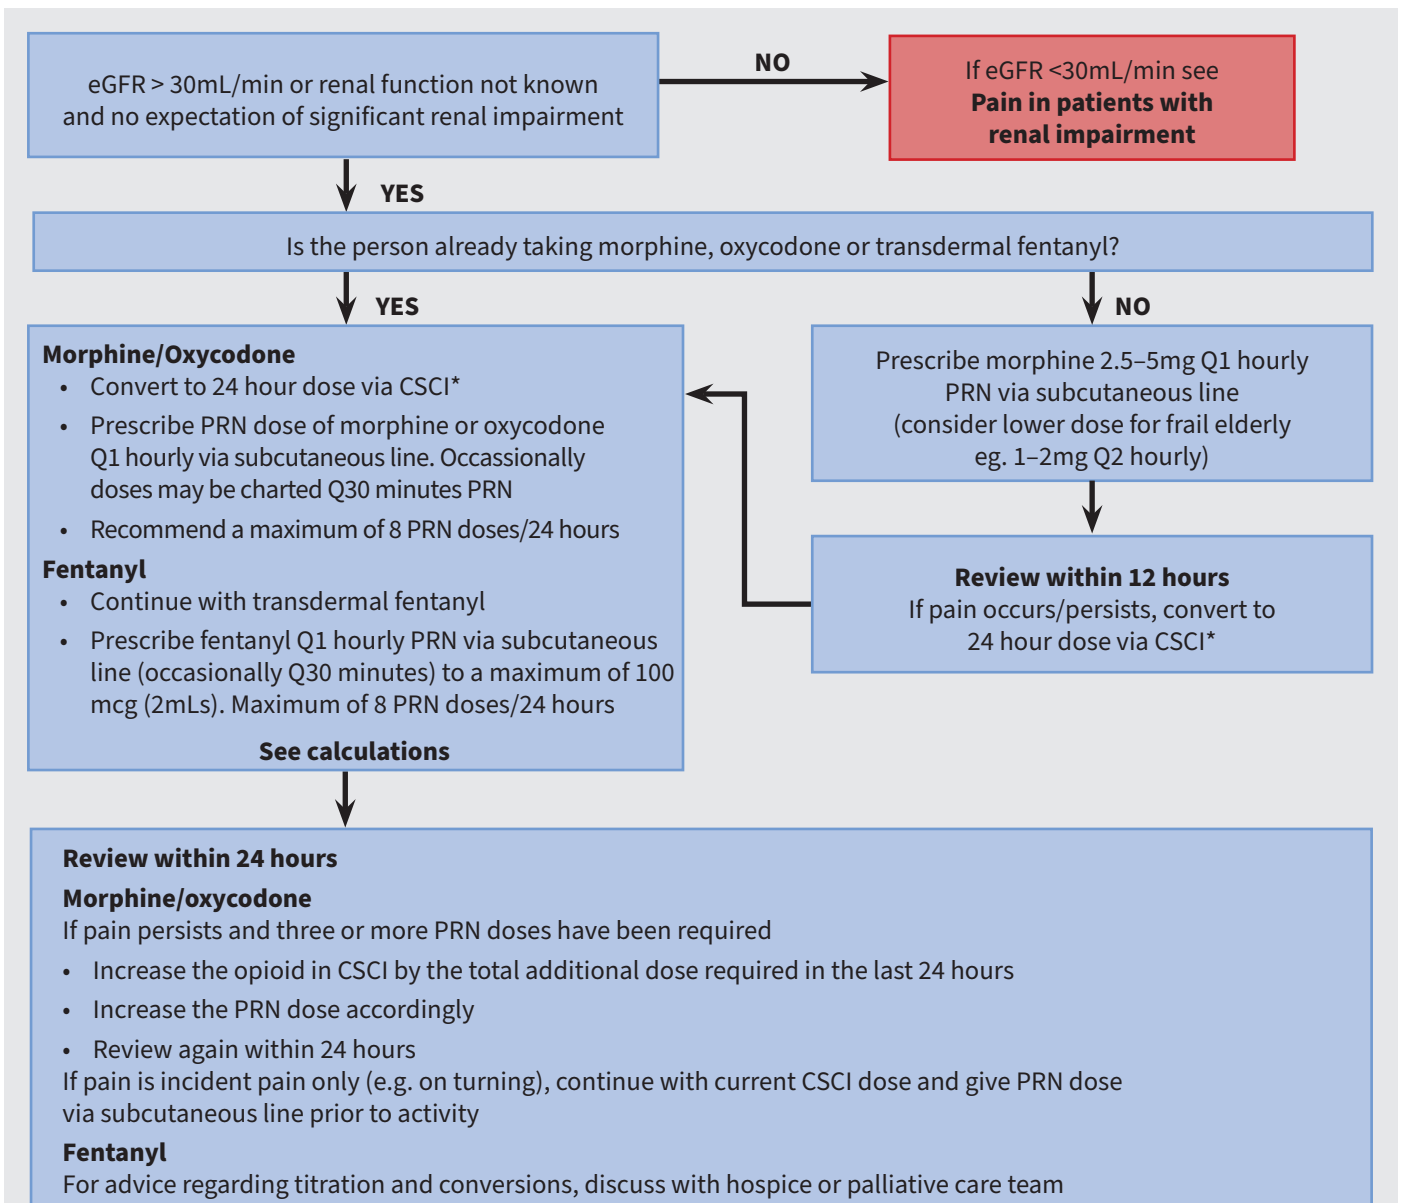 eGFR > 30mL/min or renal function not known
and no expectation of significant renal impairment
NO
If eGFR <30mL/min see
Pain in patients with
renal impairment
YES
Is the person already taking morphine, oxycodone or transdermal fentanyl?
YES
NO
Morphine/Oxycodone
• Convert to 24 hour dose via CSCI*
• Prescribe PRN dose of morphine or oxycodone
Q1 hourly via subcutaneous line. Occassionally
doses may be charted Q30 minutes PRN
• Recommend a maximum of 8 PRN doses/24 hours
Fentanyl
• Continue with transdermal fentanyl
• Prescribe fentanyl Q1 hourly PRN via subcutaneous
line (occasionally Q30 minutes) to a maximum of 100
mcg (2mLs). Maximum of 8 PRN doses/24 hours
See calculations
Prescribe morphine 2.5–5mg Q1 hourly
PRN via subcutaneous line
(consider lower dose for frail elderly
eg. 1–2mg Q2 hourly)
Review within 12 hours
If pain occurs/persists, convert to
24 hour dose via CSCI*
Review within 24 hours
Morphine/oxycodone
If pain persists and three or more PRN doses have been required
• Increase the opioid in CSCI by the total additional dose required in the last 24 hours
• Increase the PRN dose accordingly
• Review again within 24 hours
If pain is incident pain only (e.g. on turning), continue with current CSCI dose and give PRN dose
via subcutaneous line prior to activity
Fentanyl
For advice regarding titration and conversions, discuss with hospice or palliative care team